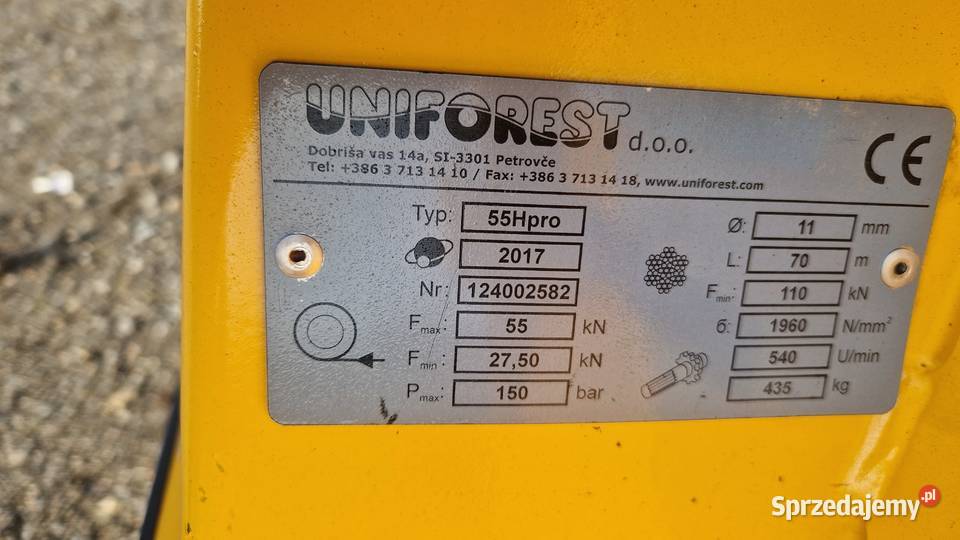 UNIFOREST d.o.o.
Dobriša vas 14a, SI-3301 Petrovče
Tel: +386 3 713 14 10 / Fax: +386 3 713 14 18, www.uniforest.com
CE
Typ: 55Hpro
2017
Nr: 124002582
Fmax: 55 kN
Fmin: 27,50 kN
Pmax: 150 bar
Ø: 11 mm
L: 70 m
Fmin: 110 kN
б: 1960 N/mm²
540 U/min
435 kg
Sprzedajemy.pl